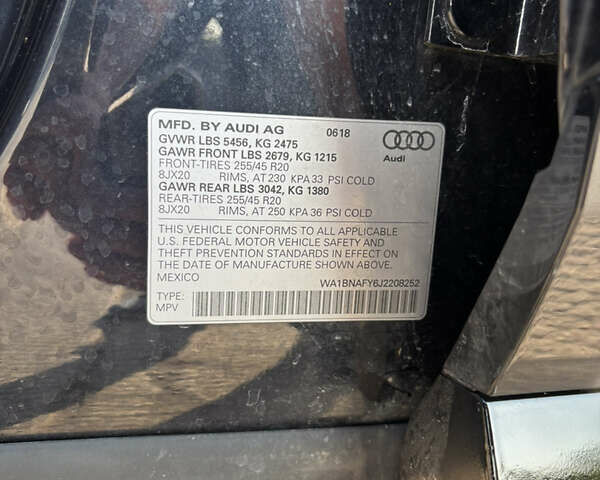 MFD. BY AUDI AG 0618
GVWR LBS 5456, KG 2475
GAWR FRONT LBS 2679, KG 1215
FRONT-TIRES 255/45 R20
8JX20 RIMS, AT 230 KPA 33 PSI COLD
GAWR REAR LBS 3042, KG 1380
REAR-TIRES 255/45 R20
8JX20 RIMS, AT 250 KPA 36 PSI COLD
Audi
THIS VEHICLE CONFORMS TO ALL APPLICABLE
U.S. FEDERAL MOTOR VEHICLE SAFETY AND
THEFT PREVENTION STANDARDS IN EFFECT ON
THE DATE OF MANUFACTURE SHOWN ABOVE.
MEXICO WA1BNAFY6J2208252
TYPE:
MPV